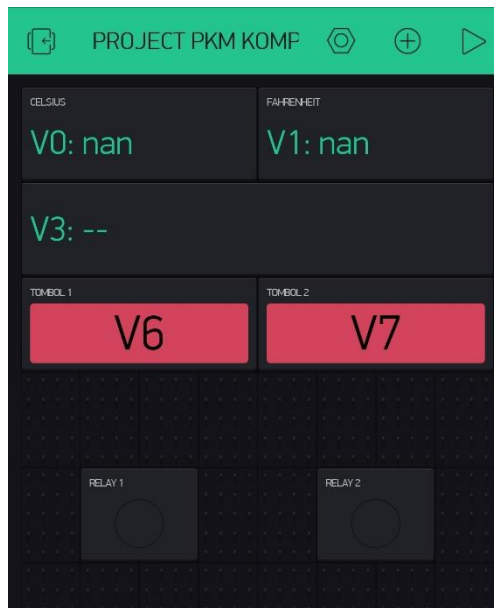 PROJECT PKM KOMP
CELSIUS
V0: nan
FAHRENHEIT
V1: nan
V3: --
TOMBOL 1
V6
TOMBOL 2
V7
RELAY 1
RELAY 2